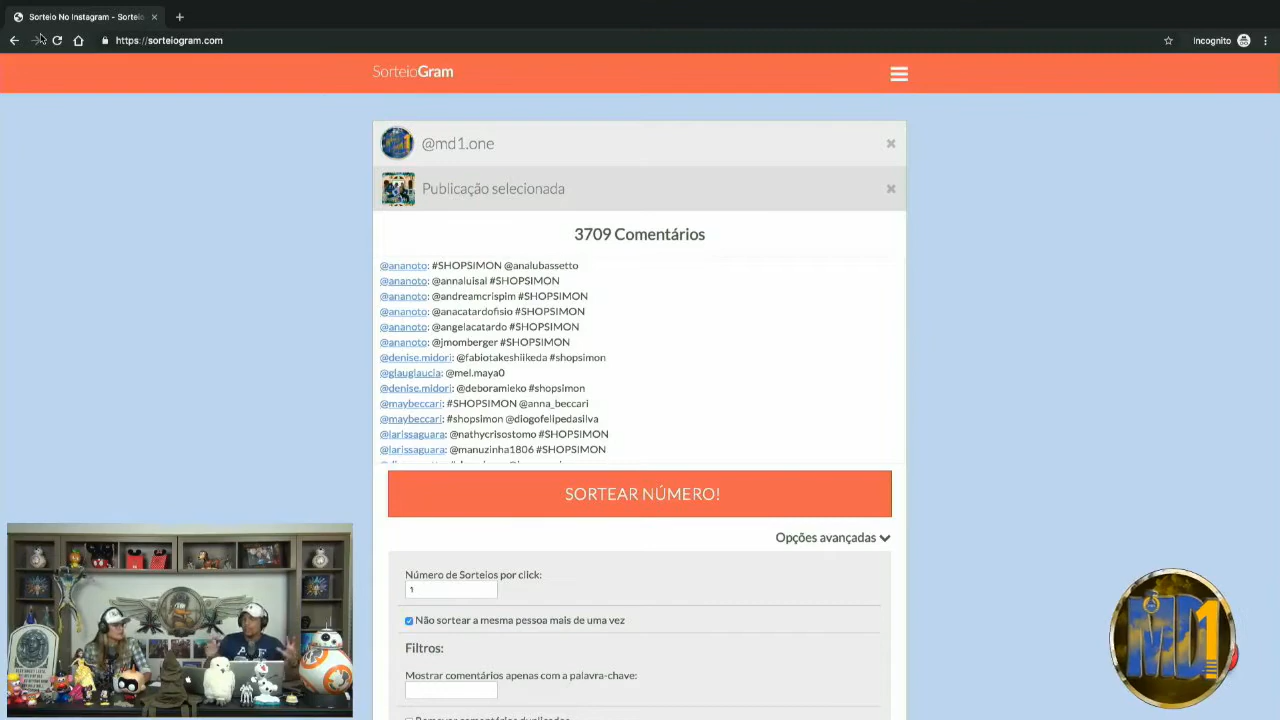 Sorteio No Instagram - Sorteio
https://sorteiogram.com
Incognito
SorteioGram
@md1.one
Publicação selecionada
3709 Comentários
@ananoto: #SHOPSIMON @analubassetto
@ananoto: @annaluisal #SHOPSIMON
@ananoto: @andreamcrispim #SHOPSIMON
@ananoto: @anacatardofisio #SHOPSIMON
@ananoto: @angelacatardo #SHOPSIMON
@ananoto: @jmomberger #SHOPSIMON
@denise.midori: @fabiotakeshiikeda #shopsimon
@glauglaucia: @mel.maya0
@denise.midori: @deboramieko #shopsimon
@maybeccari: #SHOPSIMON @anna_beccari
@maybeccari: #shopsimon @diogofelipedasilva
@larissaguara: @nathycrisostomo #SHOPSIMON
@larissaguara: @manuzinha1806 #SHOPSIMON
SORTEAR NÚMERO!
Opções avançadas
Número de Sorteios por click:
1
Não sortear a mesma pessoa mais de uma vez
Filtros:
Mostrar comentários apenas com a palavra-chave:
Remover comentários duplicados
MD1